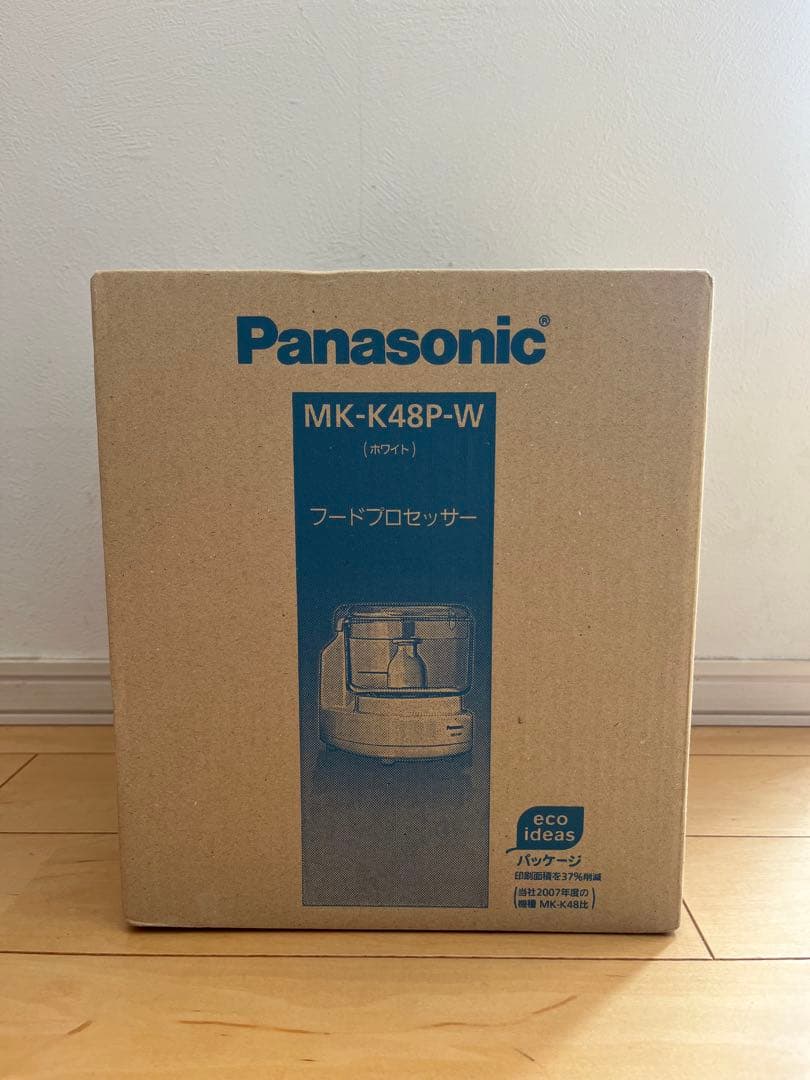 Panasonic®
MK-K48P-W
(ホワイト)
フードプロセッサー
Panasonic
eco
ideas
パッケージ
印刷面積を37%削減
(当社2007年度の
機種 MK-K48比)